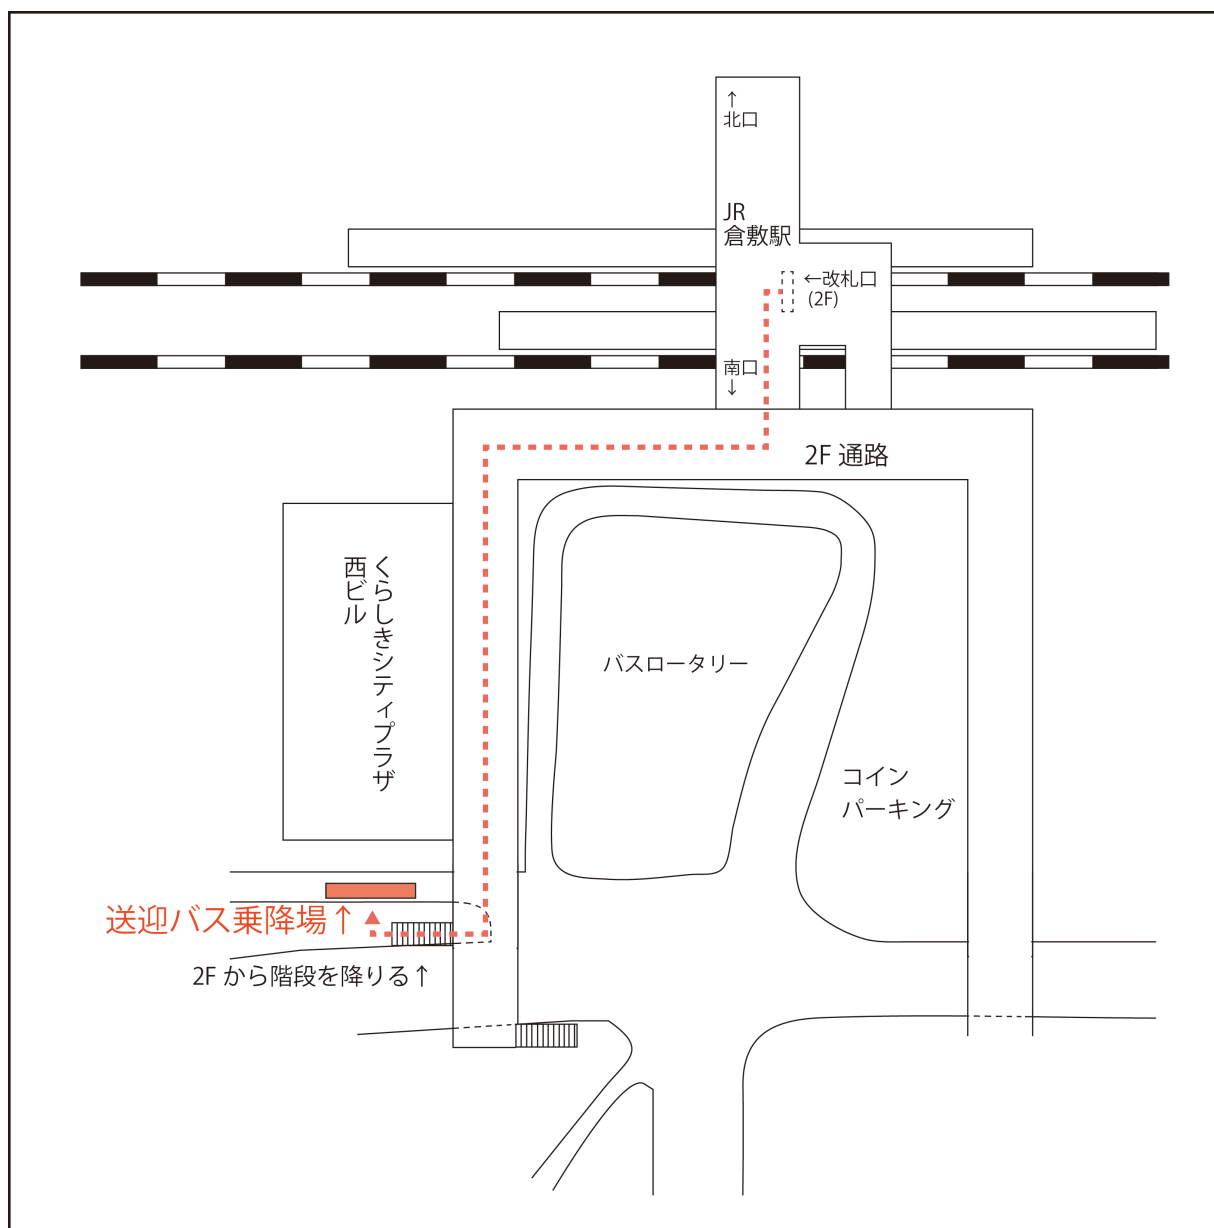 ↑
北口
JR
倉敷駅
←改札口
(2F)
南口
↓
2F 通路
くらしきシティプラザ
西ビル
バスロータリー
コイン
パーキング
送迎バス乗降場↑
2F から階段を降りる↑